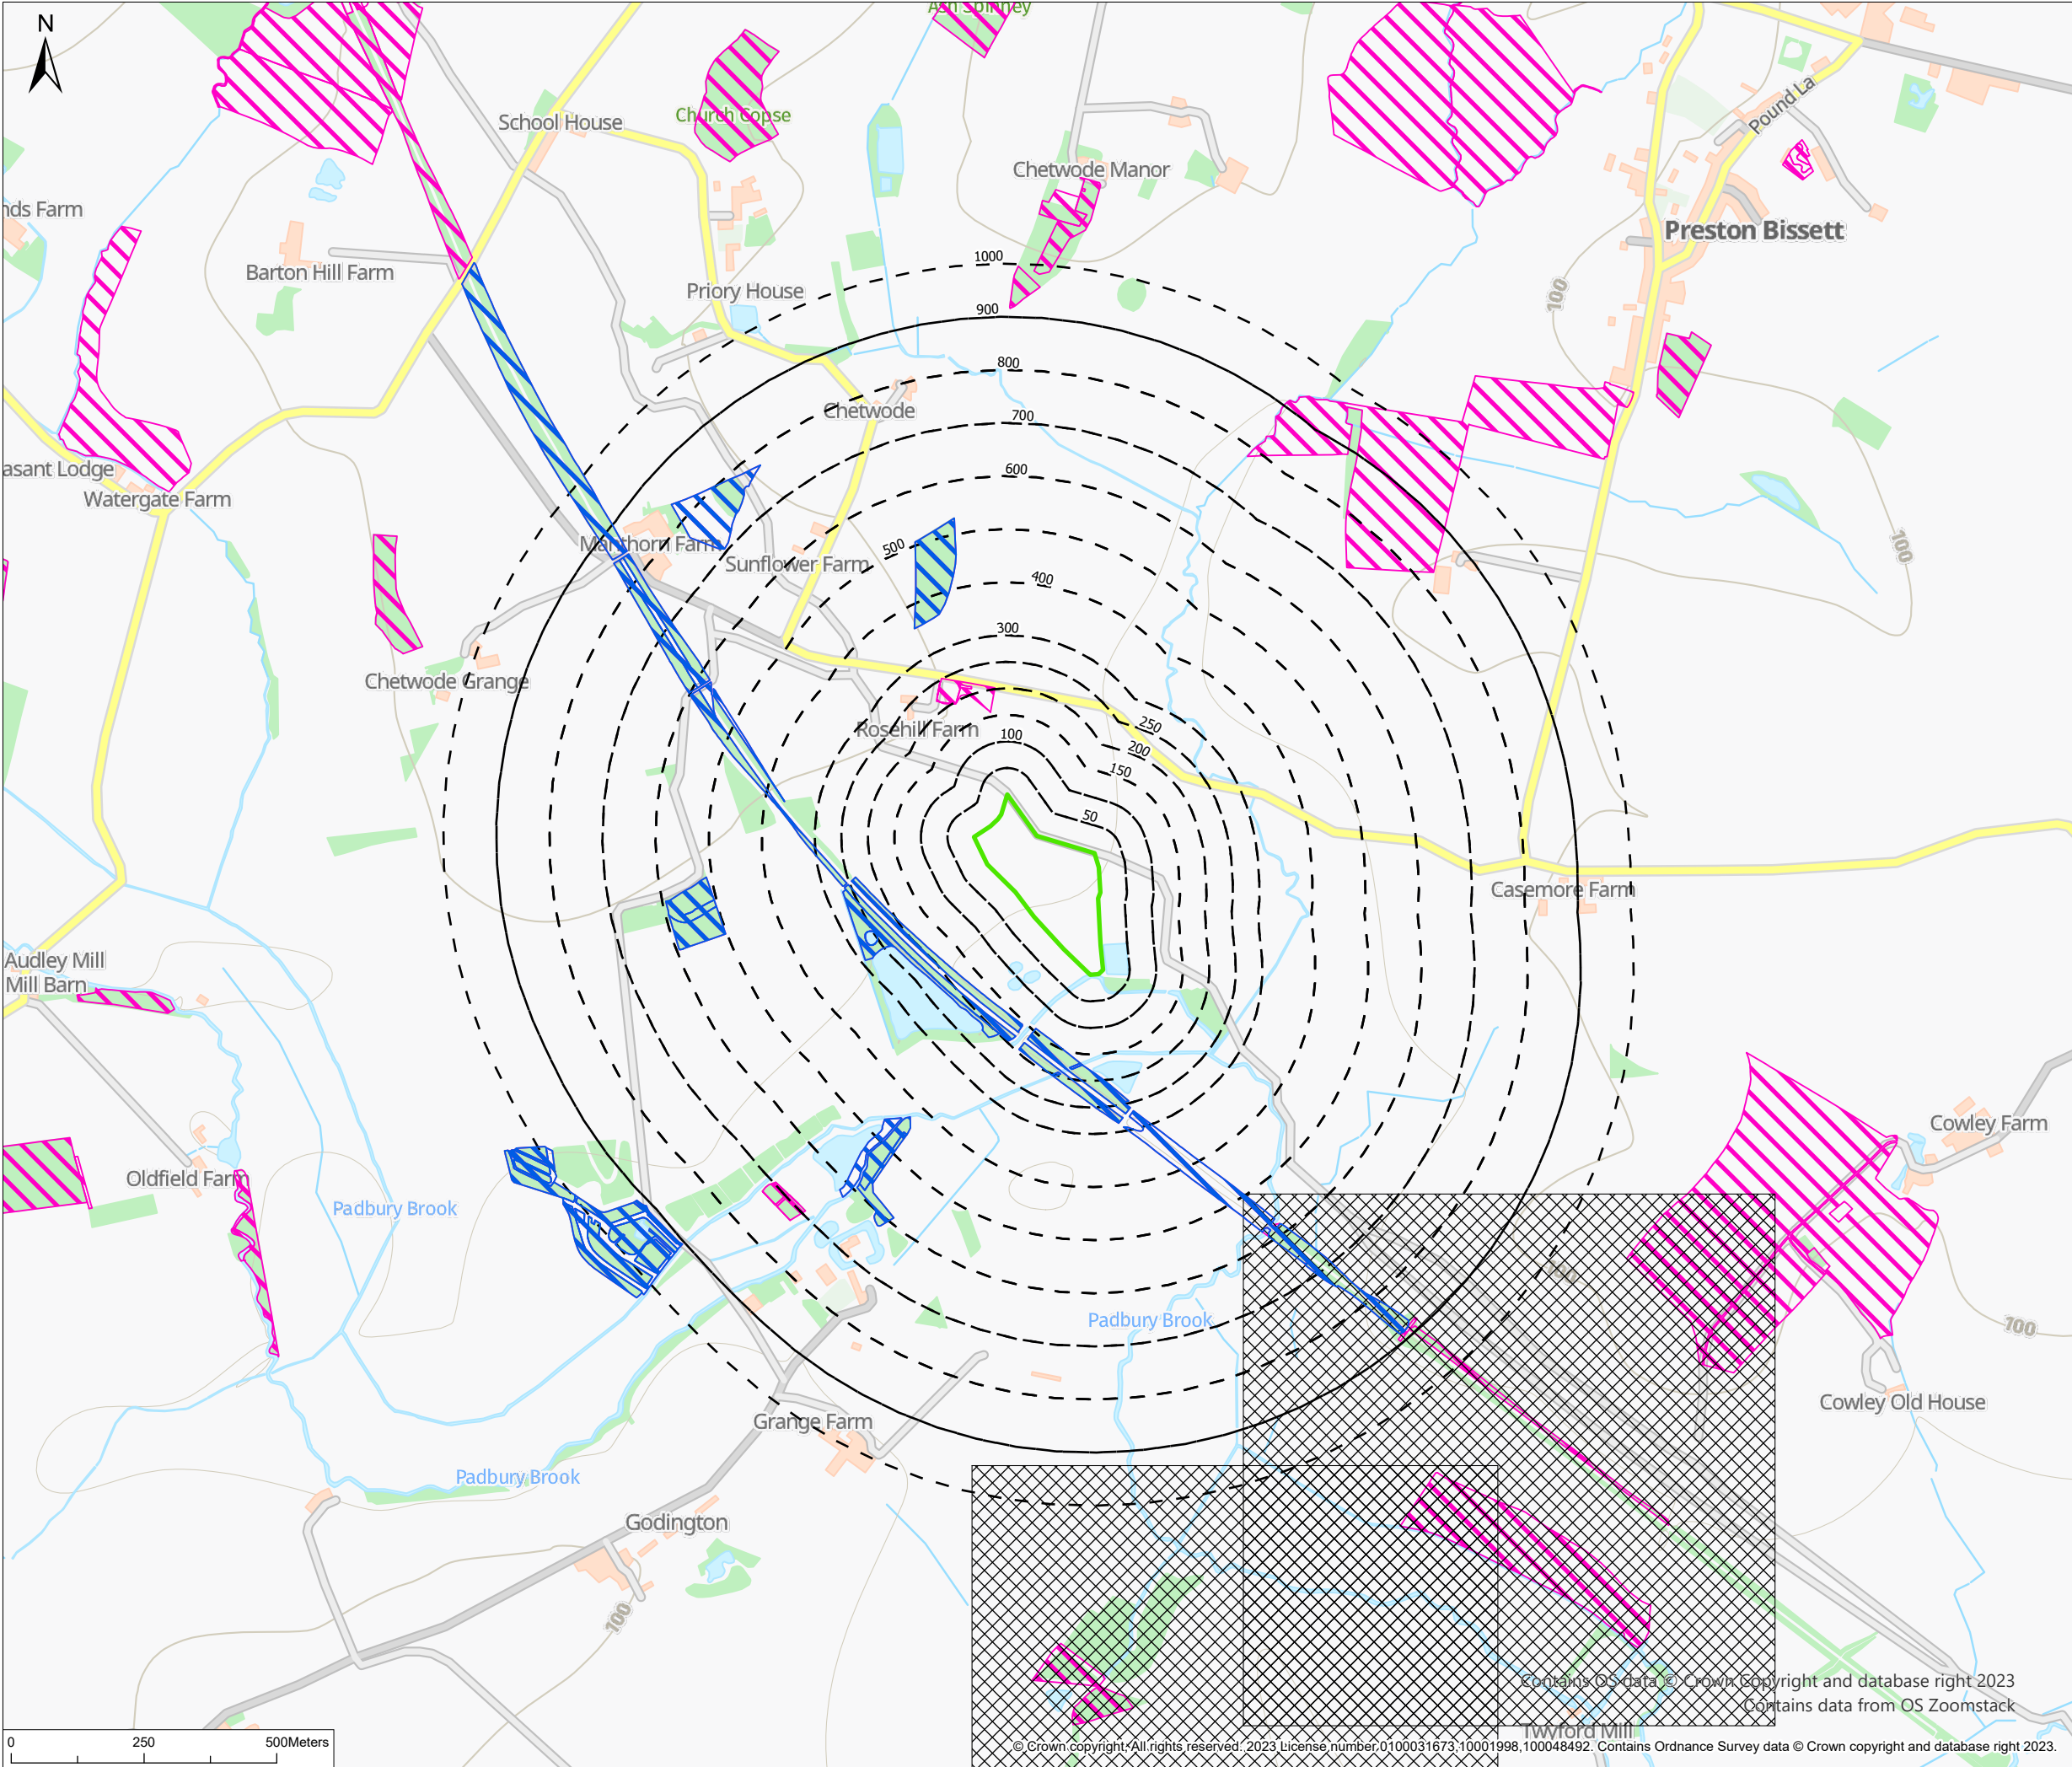 Ash Spinney
N
Pound La
School House
Church Copse
Chetwode Manor
nds Farm
Preston Bissett
Barton Hill Farm
1000
Priory House
100
900
800
Chetwode
700
asant Lodge
600
Watergate Farm
Manthorn Farm
500
100
Sunflower Farm
400
300
Chetwode Grange
Rosehill Farm
250
100
200
150
50
Casemore Farm
Audley Mill
Mill Barn
Cowley Farm
Oldfield Farm
Padbury Brook
100
Padbury Brook
100
Cowley Old House
Grange Farm
Padbury Brook
Godington
100
Contains OS data © Crown Copyright and database right 2023
Contains data from OS Zoomstack
Twyford Mill
0 250 500Meters
© Crown copyright, All rights reserved. 2023 License number 0100031673,10001998,100048492. Contains Ordnance Survey data © Crown copyright and database right 2023.